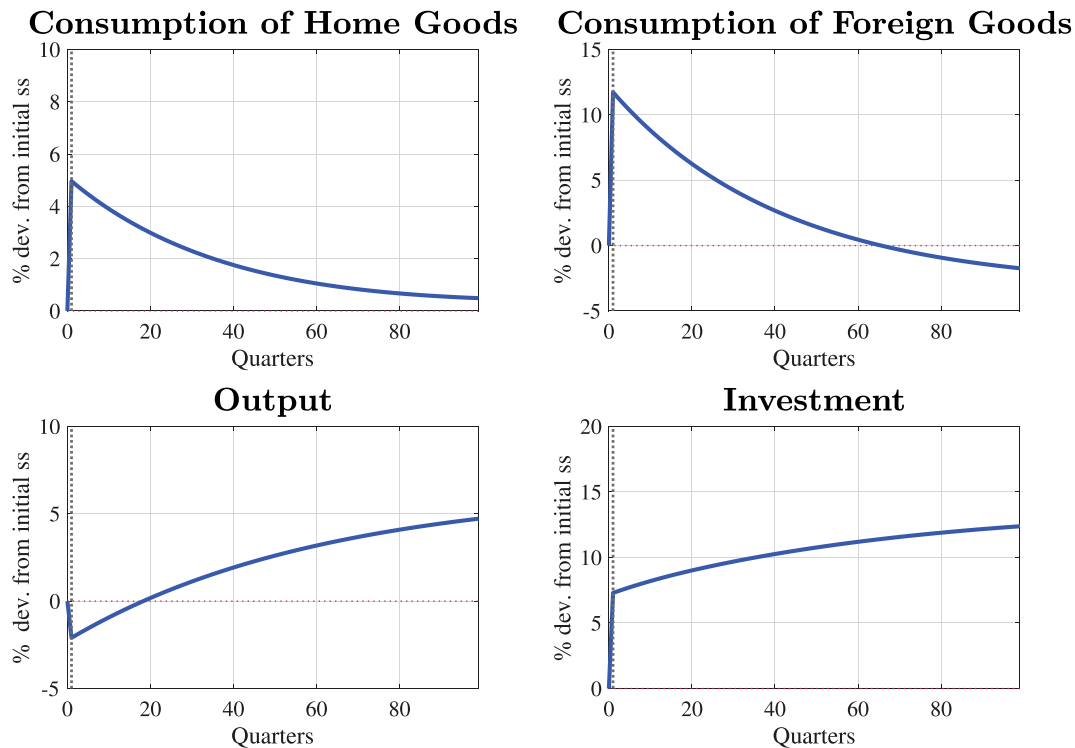 Consumption of Home Goods
% dev. from initial ss
10
8
6
4
2
0
0 20 40 60 80
Quarters
Consumption of Foreign Goods
% dev. from initial ss
15
10
5
0
-5
0 20 40 60 80
Quarters
Output
% dev. from initial ss
10
5
0
-5
0 20 40 60 80
Quarters
Investment
% dev. from initial ss
20
15
10
5
0
0 20 40 60 80
Quarters